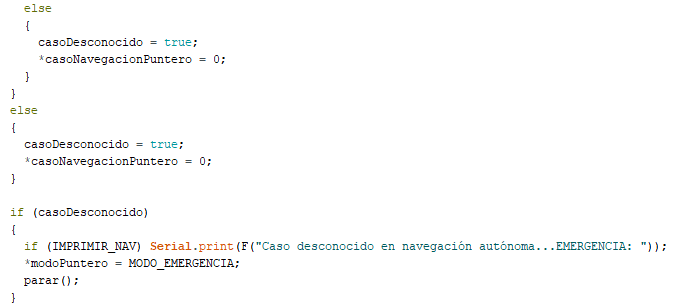 else
{
casoDesconocido = true;
*casoNavegacionPuntero = 0;
}
}
else
{
casoDesconocido = true;
*casoNavegacionPuntero = 0;
}
if (casoDesconocido)
{
if (IMPRIMIR_NAV) Serial.print(F("Caso desconocido en navegación autónoma...EMERGENCIA: "));
*modoPuntero = MODO_EMERGENCIA;
parar();
}